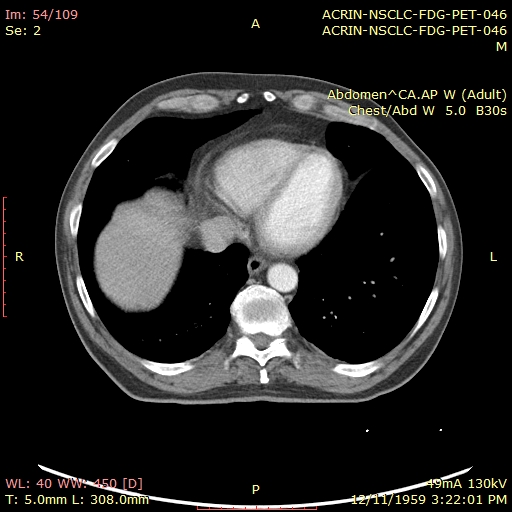 Im: 54/109
Se: 2
A
ACRIN-NSCLC-FDG-PET-046
ACRIN-NSCLC-FDG-PET-046
M
Abdomen^CA.AP W (Adult)
Chest/Abd W 5.0 B30s
R
L
WL: 40 WW: 450 [D]
T: 5.0mm L: 308.0mm
P
49mA 130kV
12/11/1959 3:22:01 PM